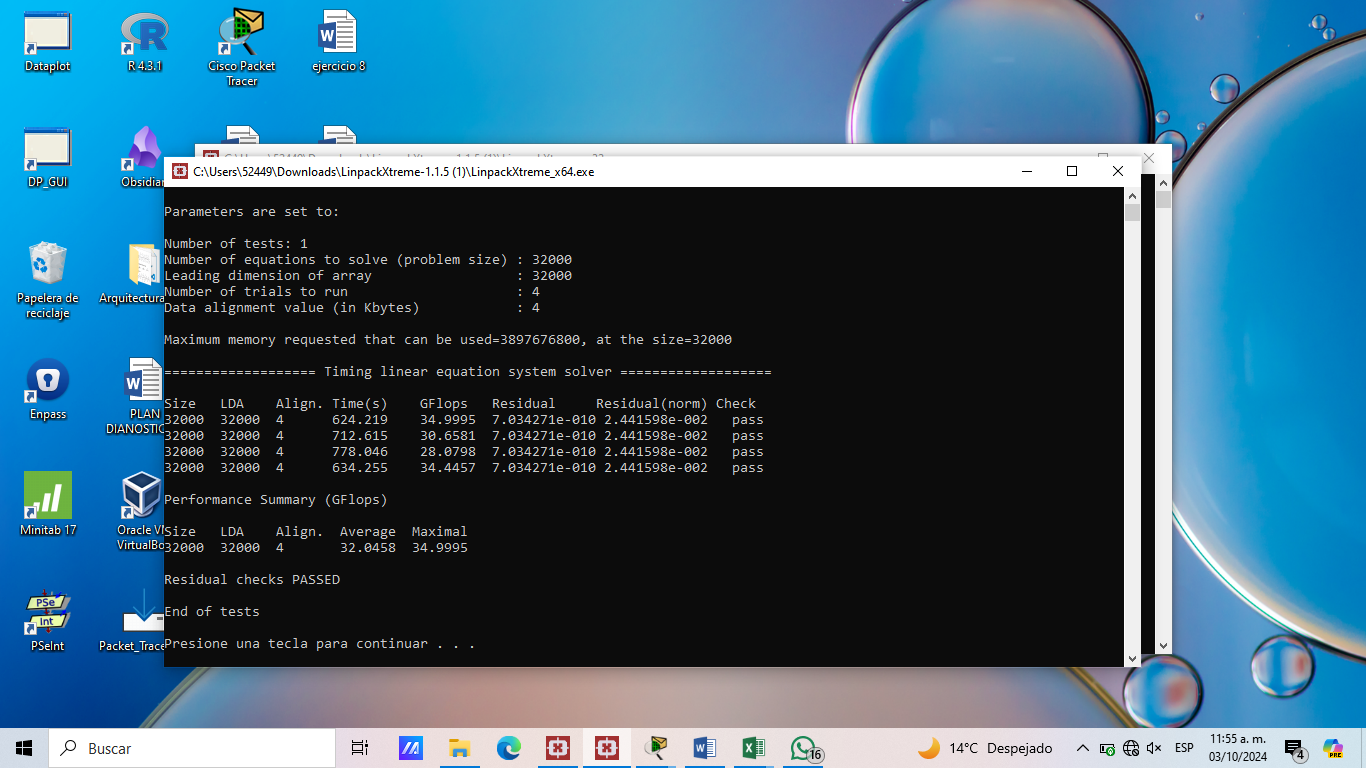 Dataplot
R 4.3.1
Cisco Packet
Tracer
ejercicio 8
DP_GUI
Obsidian
Papelera de
reciclaje
Arquitectura
Enpass
PLAN
DIANOSTIC
Minitab 17
Oracle VM
VirtualBo
PSeInt
Packet_Trace
C:\Users\52449\Downloads\LinpackXtreme-1.1.5 (1)\LinpackXtreme_x64.exe
Parameters are set to:
Number of tests: 1
Number of equations to solve (problem size) : 32000
Leading dimension of array                  : 32000
Number of trials to run                     : 4
Data alignment value (in Kbytes)            : 4
Maximum memory requested that can be used=3897676800, at the size=32000
=================== Timing linear equation system solver ===================
Size   LDA    Align. Time(s)    GFlops   Residual     Residual(norm) Check
32000  32000  4      624.219    34.9995  7.034271e-010 2.441598e-002   pass
32000  32000  4      712.615    30.6581  7.034271e-010 2.441598e-002   pass
32000  32000  4      778.046    28.0798  7.034271e-010 2.441598e-002   pass
32000  32000  4      634.255    34.4457  7.034271e-010 2.441598e-002   pass
Performance Summary (GFlops)
Size   LDA    Align.  Average  Maximal
32000  32000  4       32.0458  34.9995
Residual checks PASSED
End of tests
Presione una tecla para continuar . . .
Buscar
16
14°C Despejado
ESP
11:55 a. m.
03/10/2024
4
PRE